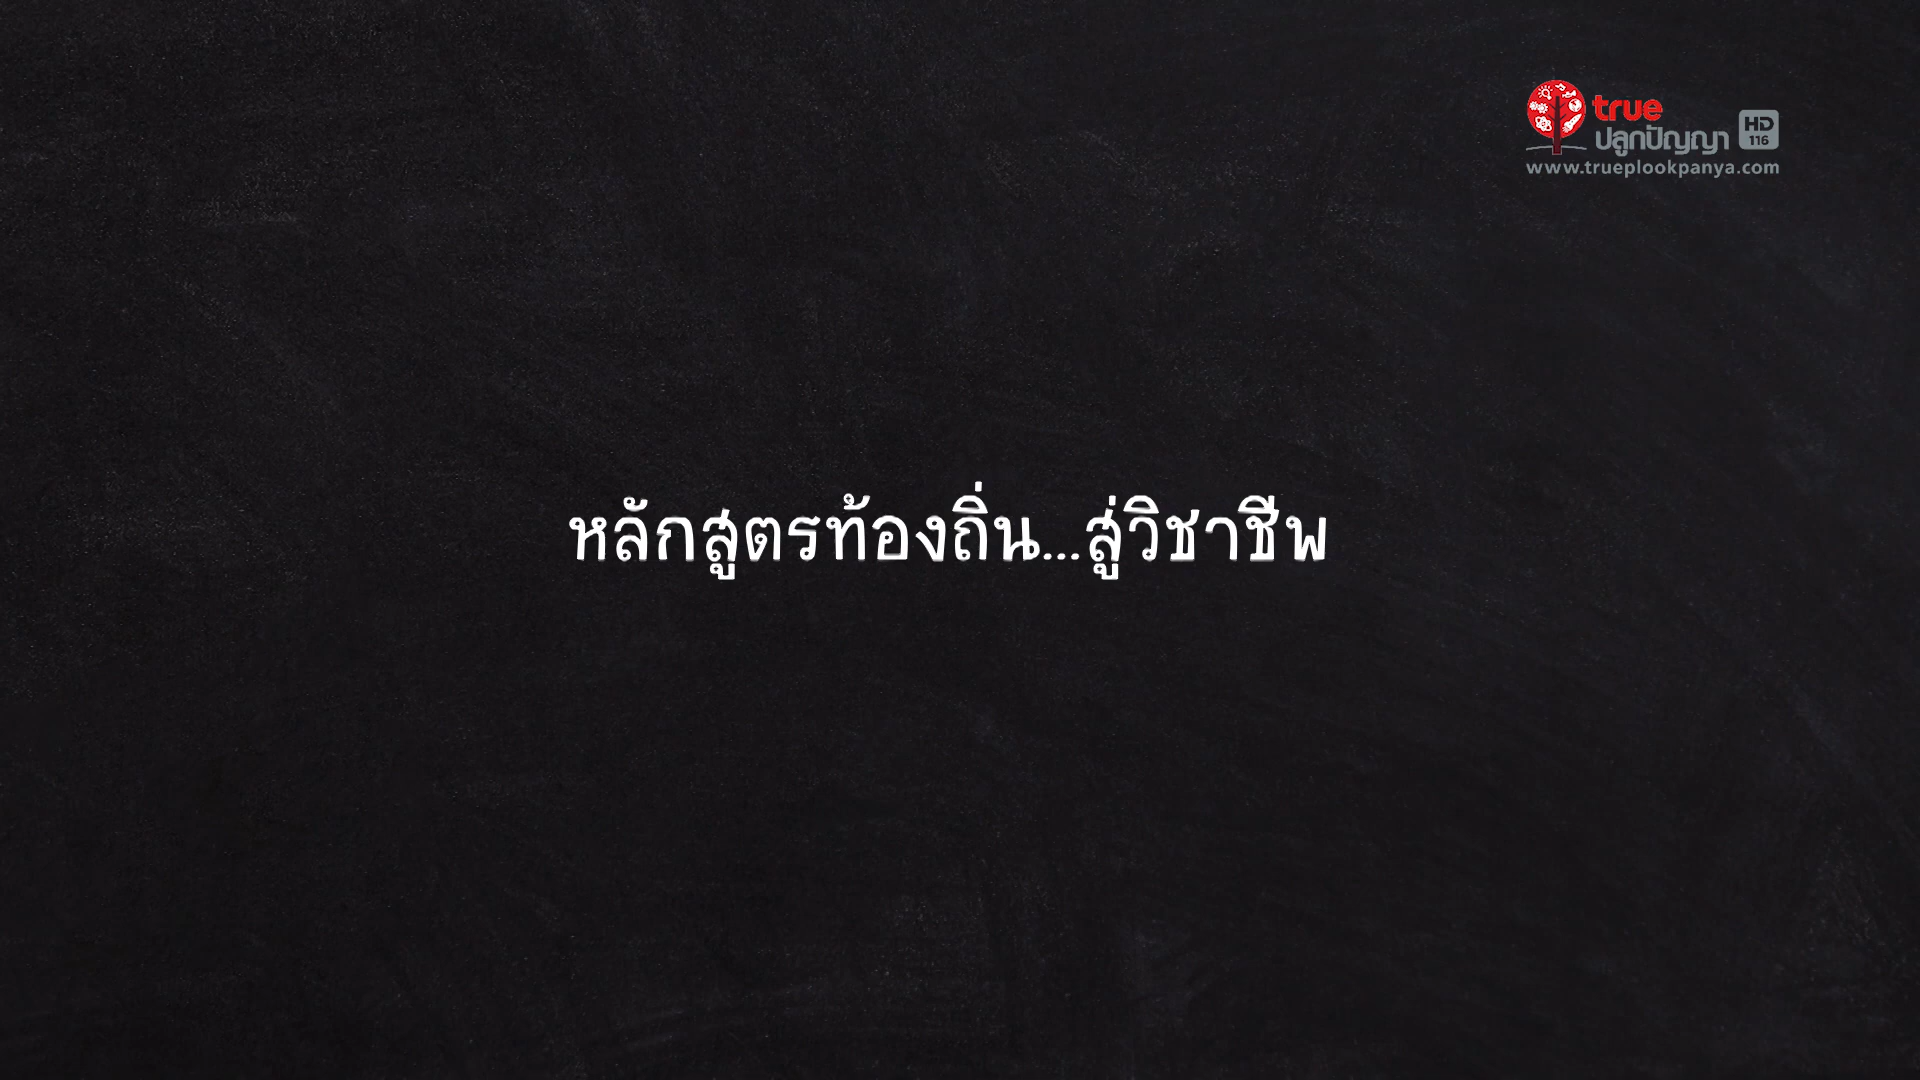 true
ปลูกปัญญา
HD
116
www.trueplookpanya.com
หลักสูตรท้องถิ่น...สู่วิชาชีพ